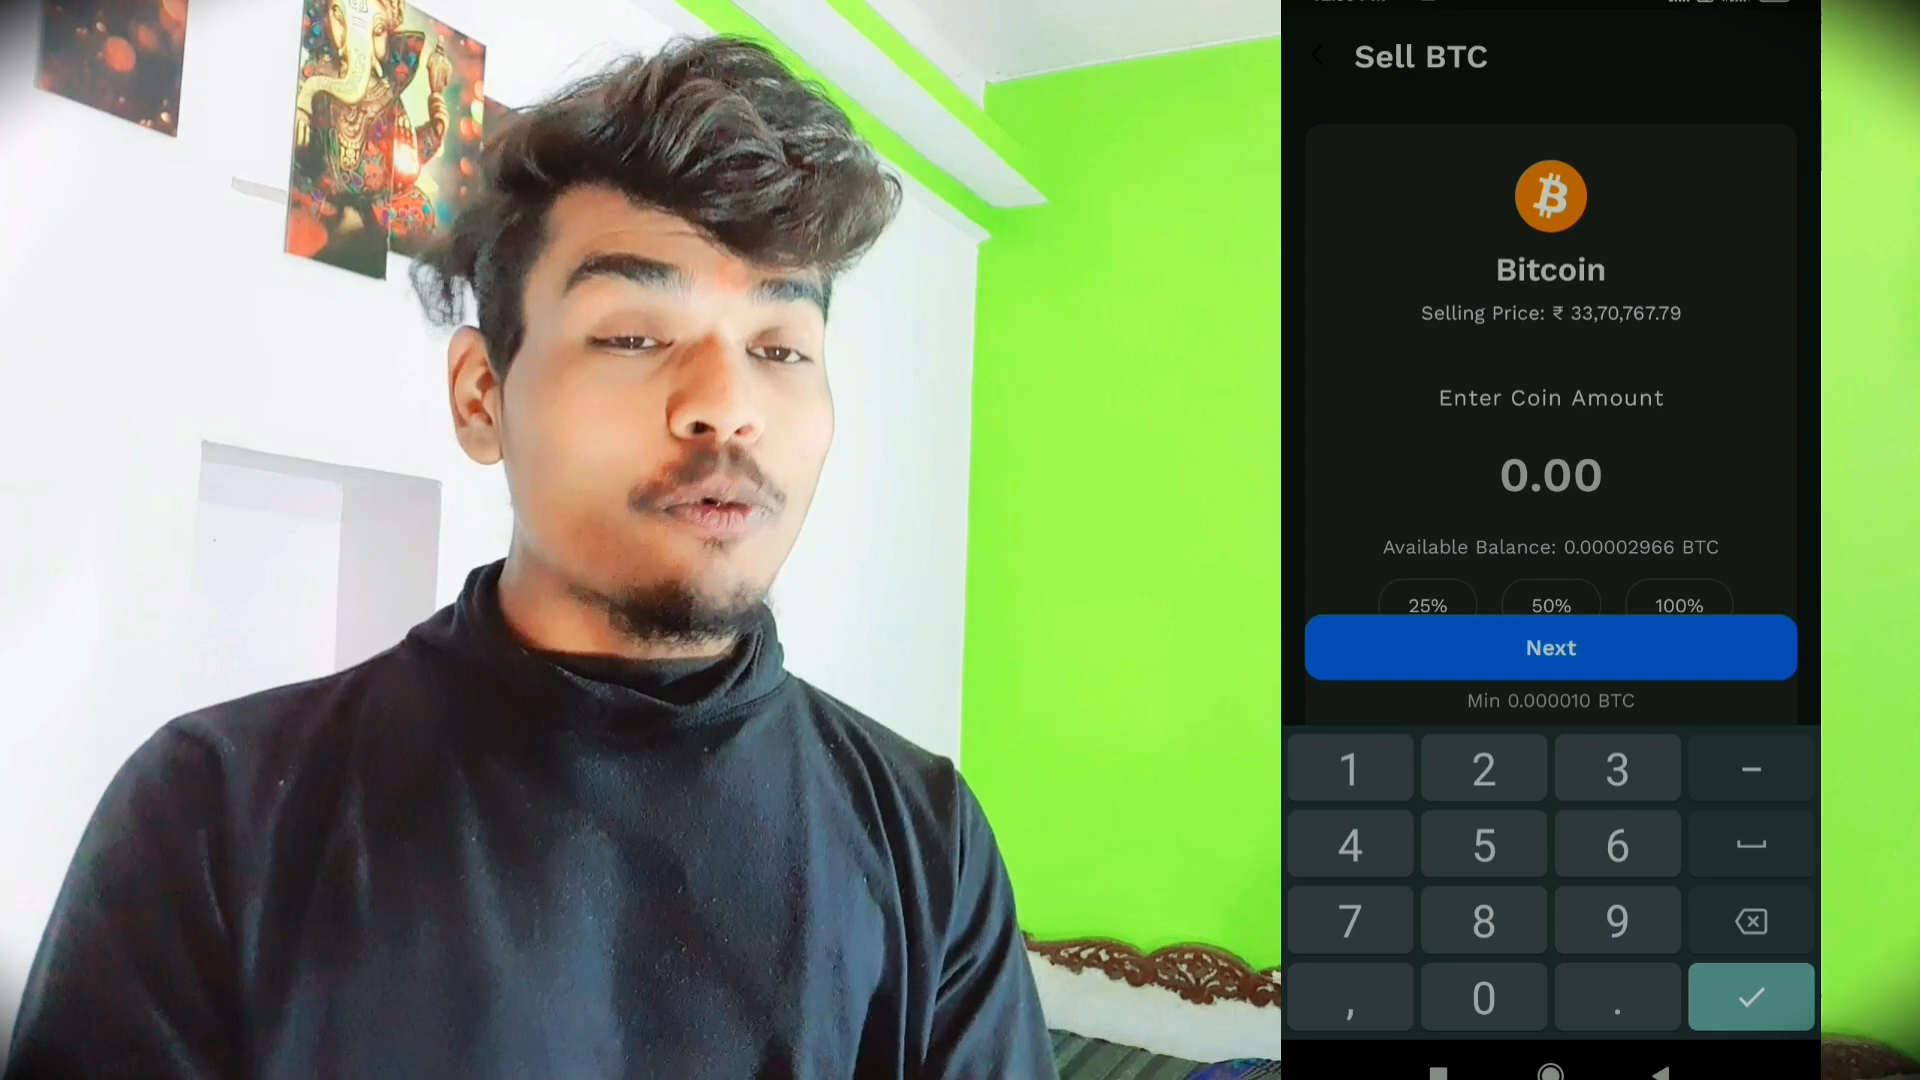 Sell BTC
Bitcoin
Selling Price: ₹ 33,70,767.79
Enter Coin Amount
0.00
Available Balance: 0.00002966 BTC
25% 50% 100%
Next
Min 0.000010 BTC
1 2 3 -
4 5 6
7 8 9
, 0 .